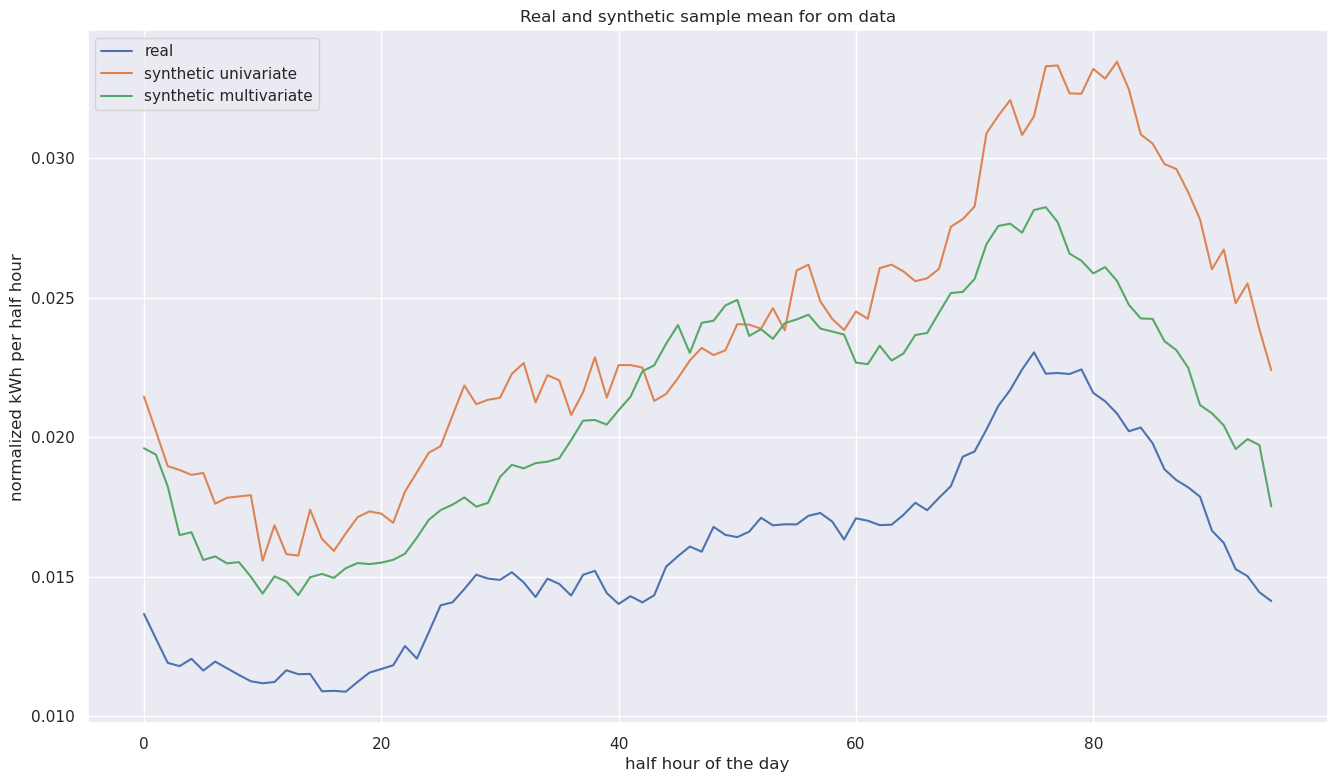 Real and synthetic sample mean for om data
real
synthetic univariate
synthetic multivariate
normalized kWh per half hour
0.030
0.025
0.020
0.015
0.010
0 20 40 60 80
half hour of the day